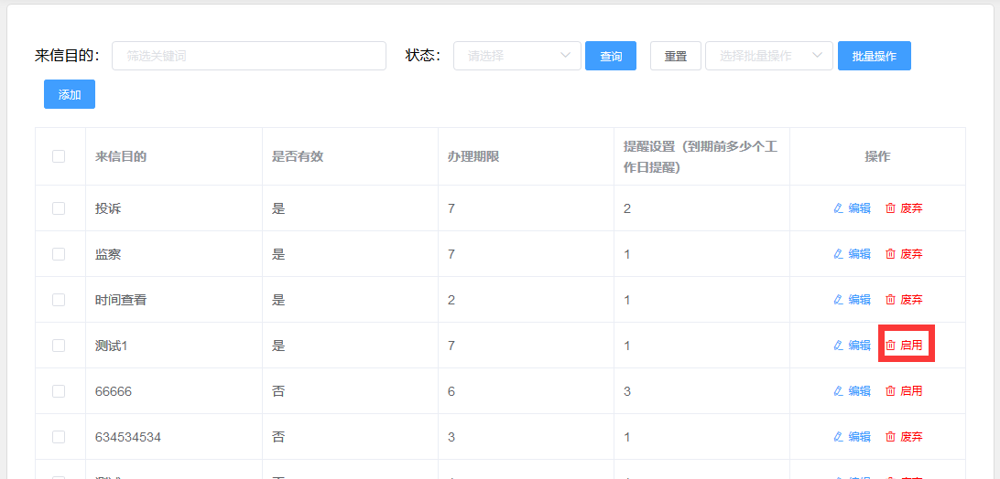 来信目的： 筛选关键词 状态： 请选择 查询 重置 选择批量操作 批量操作
添加
来信目的 是否有效 办理期限 提醒设置（到期前多少个工作日提醒） 操作
投诉 是 7 2 编辑 废弃
监察 是 7 1 编辑 废弃
时间查看 是 2 1 编辑 废弃
测试1 是 7 1 编辑 启用
66666 否 6 3 编辑 启用
634534534 否 3 1 编辑 废弃